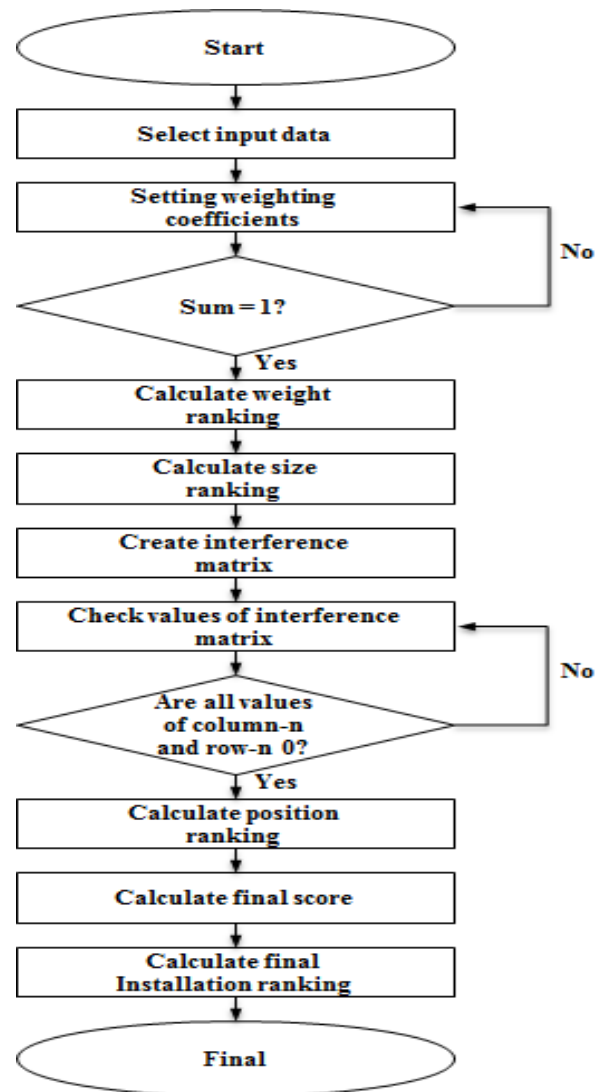 Start
Select input data
Setting weighting
coefficients
No
Sum = 1?
Yes
Calculate weight
ranking
Calculate size
ranking
Create interference
matrix
Check values of interference
matrix
No
Are all values
of column-n
and row-n 0?
Yes
Calculate position
ranking
Calculate final score
Calculate final
Installation ranking
Final